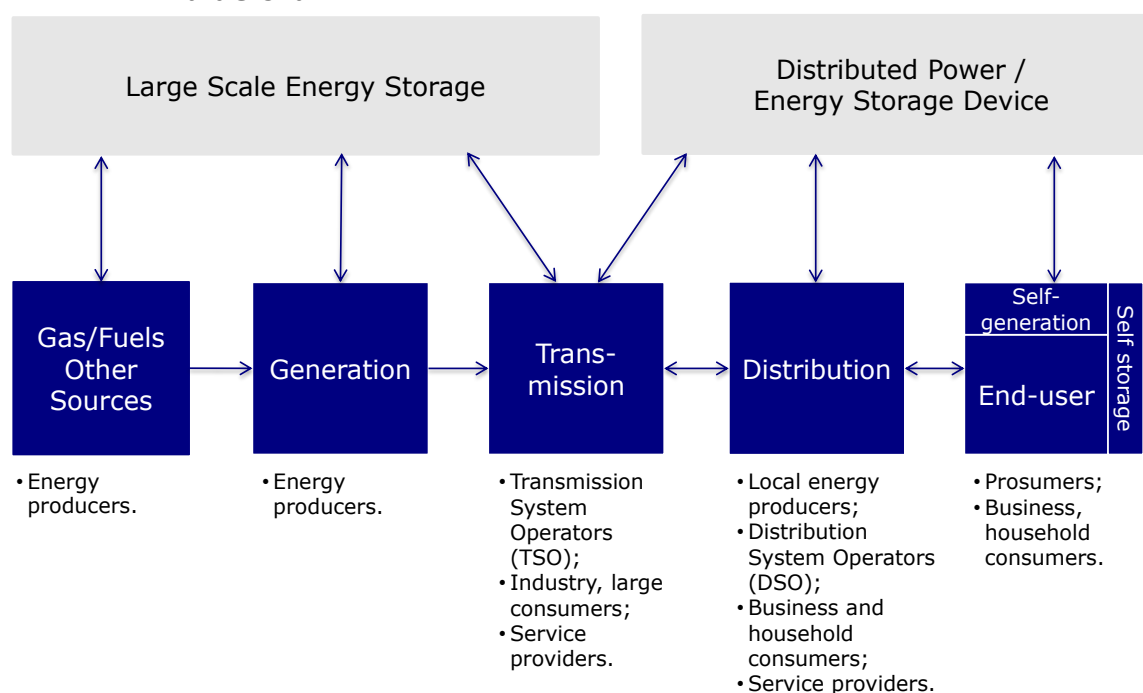 Large Scale Energy Storage
Distributed Power /
Energy Storage Device
Gas/Fuels
Other
Sources
Generation
Trans-
mission
Distribution
Self-
generation
End-user
Self storage
• Energy
producers.
• Energy
producers.
• Transmission
System
Operators
(TSO);
• Industry, large
consumers;
• Service
providers.
• Local energy
producers;
• Distribution
System Operators
(DSO);
• Business and
household
consumers;
• Service providers.
• Prosumers;
• Business,
household
consumers.